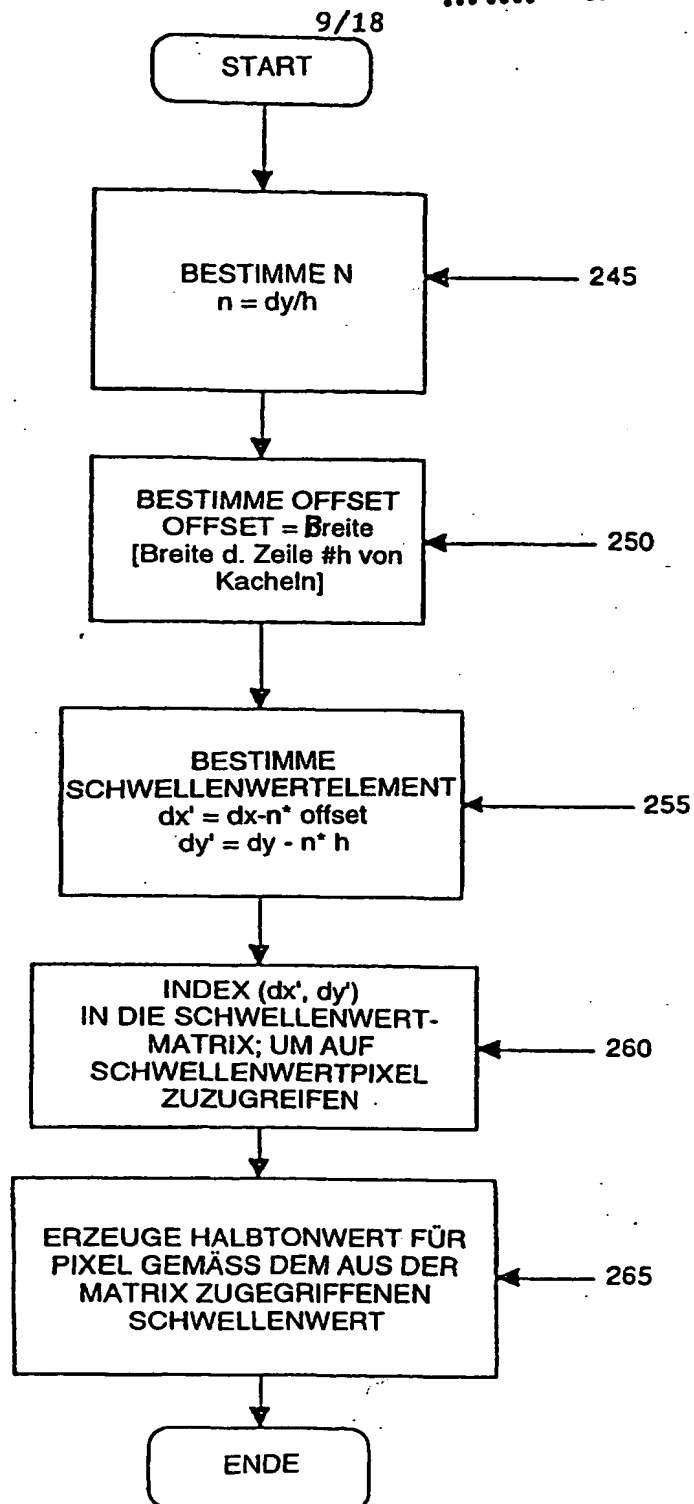 9/18
START
BESTIMME N
n = dy/h
245
BESTIMME OFFSET
OFFSET = Breite
[Breite d. Zeile #h von
Kacheln]
250
BESTIMME
SCHWELLENWERTELEMENT
dx' = dx-n* offset
dy' = dy - n* h
255
INDEX (dx', dy')
IN DIE SCHWELLENWERT-
MATRIX; UM AUF
SCHWELLENWERTPIXEL
ZUZUGREIFEN
260
ERZEUGE HALBTONWERT FÜR
PIXEL GEMÄSS DEM AUS DER
MATRIX ZUGEGRIFFENEN
SCHWELLENWERT
265
ENDE